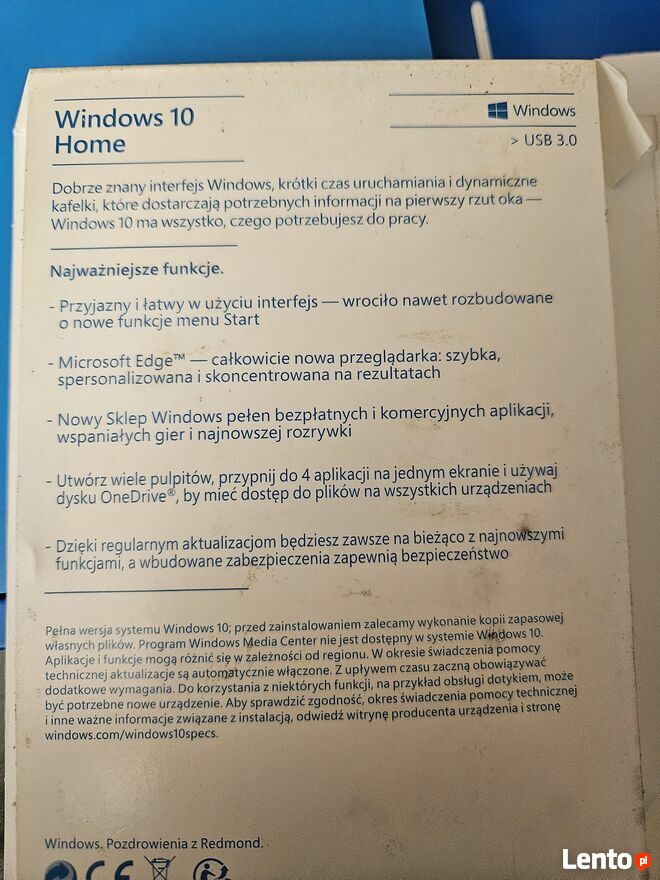 Windows 10
Home
Windows
> USB 3.0
Dobrze znany interfejs Windows, krótki czas uruchamiania i dynamiczne
kafelki, które dostarczają potrzebnych informacji na pierwszy rzut oka —
Windows 10 ma wszystko, czego potrzebujesz do pracy.
Najważniejsze funkcje.
- Przyjazny i łatwy w użyciu interfejs — wróciło nawet rozbudowane
o nowe funkcje menu Start
- Microsoft Edge™ — całkowicie nowa przeglądarka: szybka,
spersonalizowana i skoncentrowana na rezultatach
- Nowy Sklep Windows pełen bezpłatnych i komercyjnych aplikacji,
wspaniałych gier i najnowszej rozrywki
- Utwórz wiele pulpitów, przypnij do 4 aplikacji na jednym ekranie i używaj
dysku OneDrive®, by mieć dostęp do plików na wszystkich urządzeniach
- Dzięki regularnym aktualizacjom będziesz zawsze na bieżąco z najnowszymi
funkcjami, a wbudowane zabezpieczenia zapewnią bezpieczeństwo
Pełna wersja systemu Windows 10; przed zainstalowaniem zalecamy wykonanie kopii zapasowej
własnych plików. Program Windows Media Center nie jest dostępny w systemie Windows 10.
Aplikacje i funkcje mogą różnić się w zależności od regionu. W okresie świadczenia pomocy
technicznej aktualizacje są automatycznie włączone. Z upływem czasu zaczną obowiązywać
dodatkowe wymagania. Do korzystania z niektórych funkcji, na przykład obsługi dotykiem, może
być potrzebne nowe urządzenie. Aby sprawdzić zgodność, okres świadczenia pomocy technicznej
i inne ważne informacje związane z instalacją, odwiedź witrynę producenta urządzenia i stronę
windows.com/windows10specs.
Windows. Pozdrowienia z Redmond.
CE
Lento pl